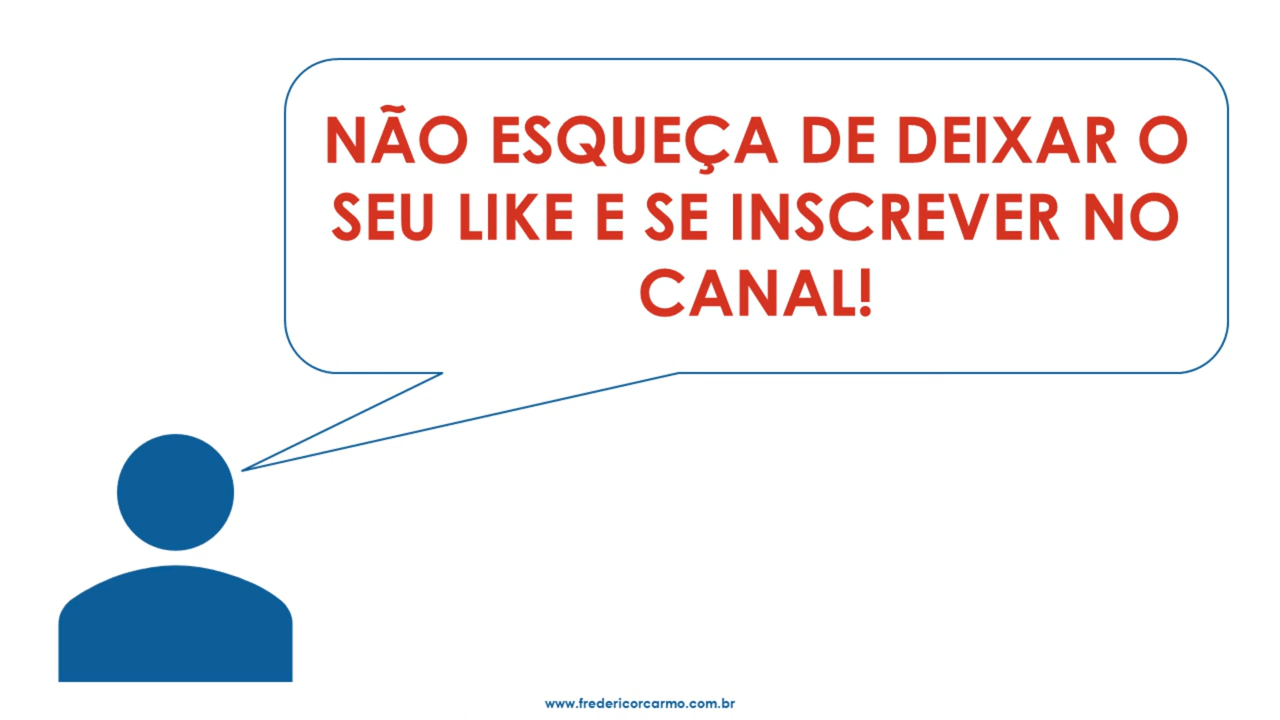 NÃO ESQUEÇA DE DEIXAR O
SEU LIKE E SE INSCREVER NO
CANAL!
www.fredericorcarmo.com.br